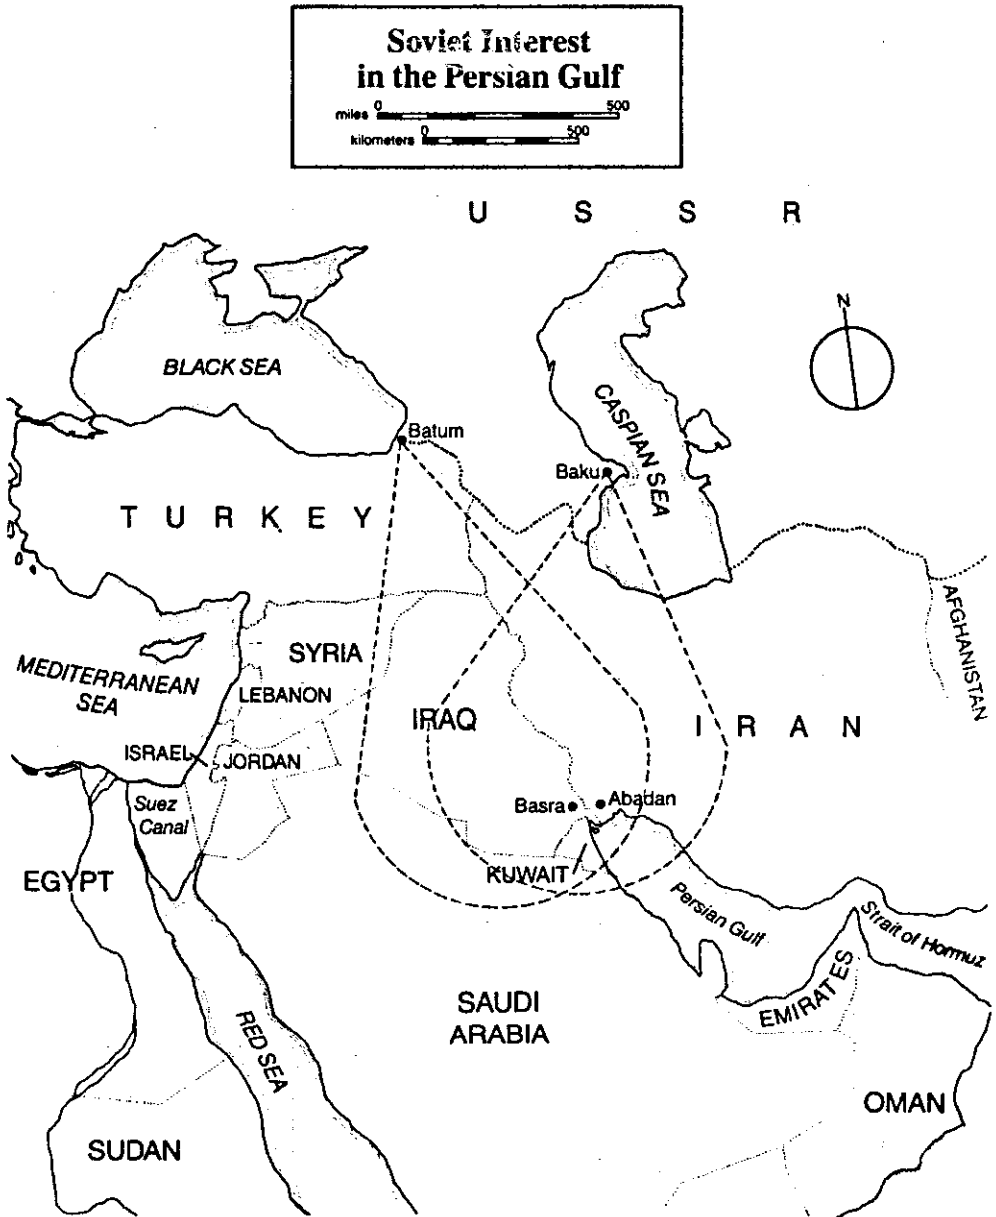 Soviet Interest
in the Persian Gulf
miles 0 500
kilometers 0 500
U S S R
N
BLACK SEA
CASPIAN SEA
Batum
Baku
TURKEY
AFGHANISTAN
SYRIA
MEDITERRANEAN
SEA
LEBANON
IRAQ
IRAN
ISRAEL
JORDAN
Suez
Canal
Basra
Abadan
EGYPT
KUWAIT
Persian Gulf
Strait of Hormuz
EMIRATES
SAUDI
ARABIA
RED SEA
OMAN
SUDAN